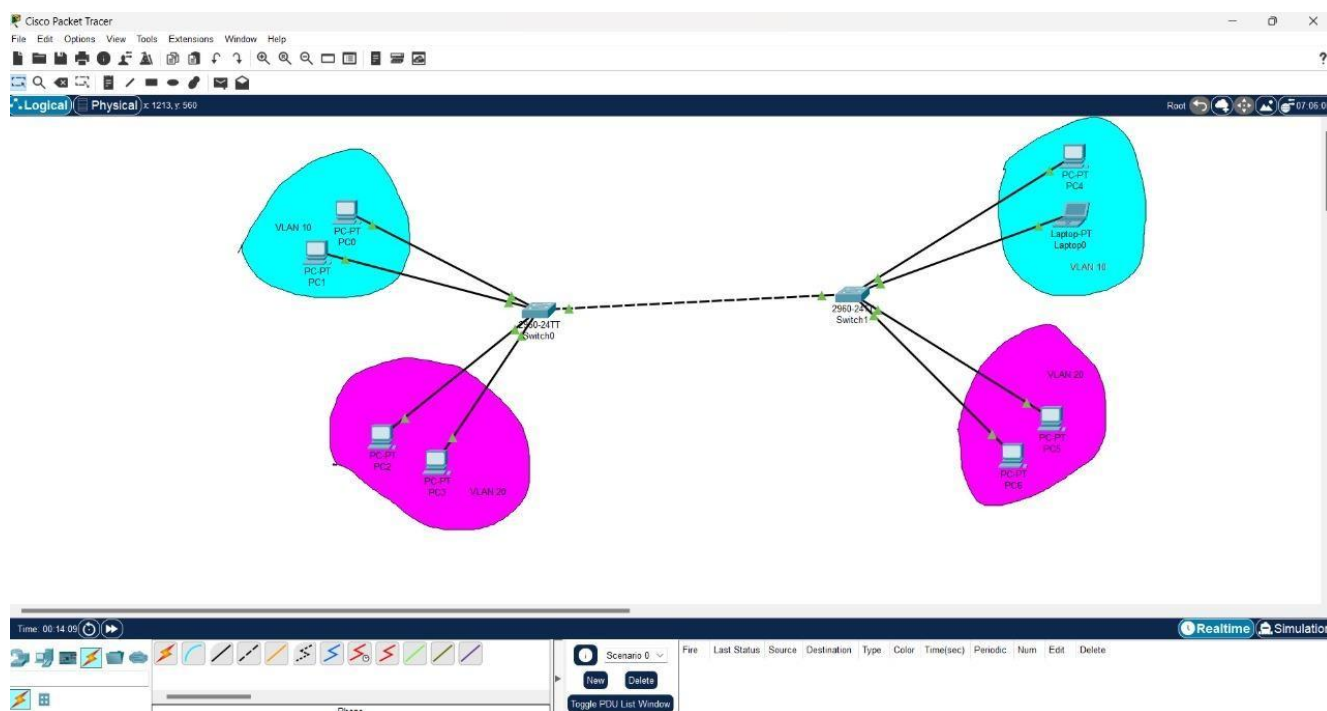 Cisco Packet Tracer
File Edit Options View Tools Extensions Window Help
?
Logical Physical x: 1213, y: 560
Root 07:06:0
VLAN 10
PC-PT
PC0
PC-PT
PC1
PC-PT
PC4
Laptop-PT
Laptop0
VLAN 10
2960-24TT
Switch0
2960-24TT
Switch1
VLAN 20
PC-PT
PC5
PC-PT
PC6
PC-PT
PC2
PC-PT
PC3
VLAN 20
Time: 00:14:09
Realtime Simulation
Scenario 0
Fire Last Status Source Destination Type Color Time(sec) Periodic Num Edit Delete
New Delete
Toggle PDU List Window